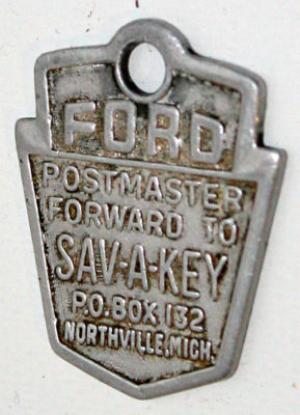 FORD
POSTMASTER
FORWARD TO
SAV-A-KEY
P.O. BOX 132
NORTHVILLE, MICH.